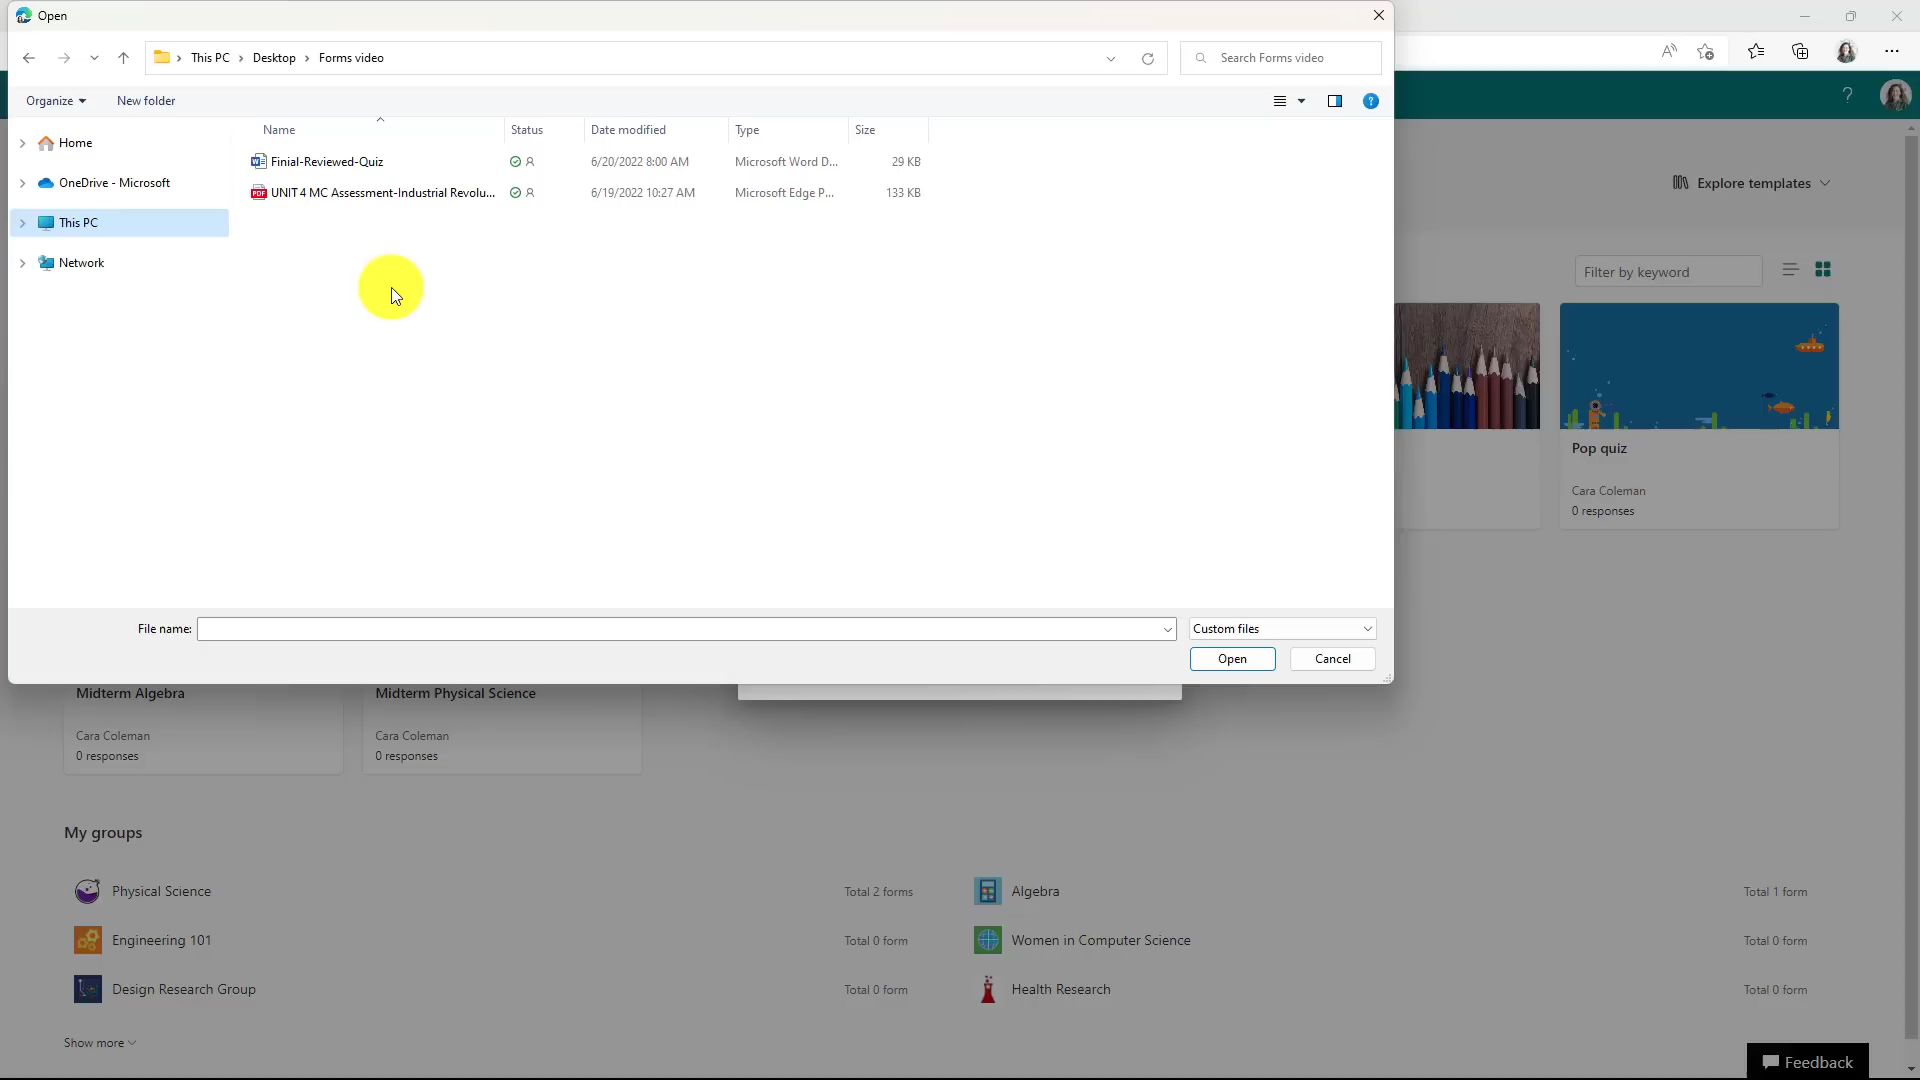 Open
This PC > Desktop > Forms video
Search Forms video
Organize
New folder
Name
Status
Date modified
Type
Size
Home
OneDrive - Microsoft
This PC
Network
Finial-Reviewed-Quiz
6/20/2022 8:00 AM
Microsoft Word D...
29 KB
PDF
UNIT 4 MC Assessment-Industrial Revolu...
6/19/2022 10:27 AM
Microsoft Edge P...
133 KB
File name:
Custom files
Open
Cancel
?
Explore templates
Filter by keyword
Pop quiz
Cara Coleman
0 responses
Midterm Algebra
Cara Coleman
0 responses
Midterm Physical Science
Cara Coleman
0 responses
My groups
Physical Science
Total 2 forms
Algebra
Total 1 form
Engineering 101
Total 0 form
Women in Computer Science
Total 0 form
Design Research Group
Total 0 form
Health Research
Total 0 form
Show more
Feedback